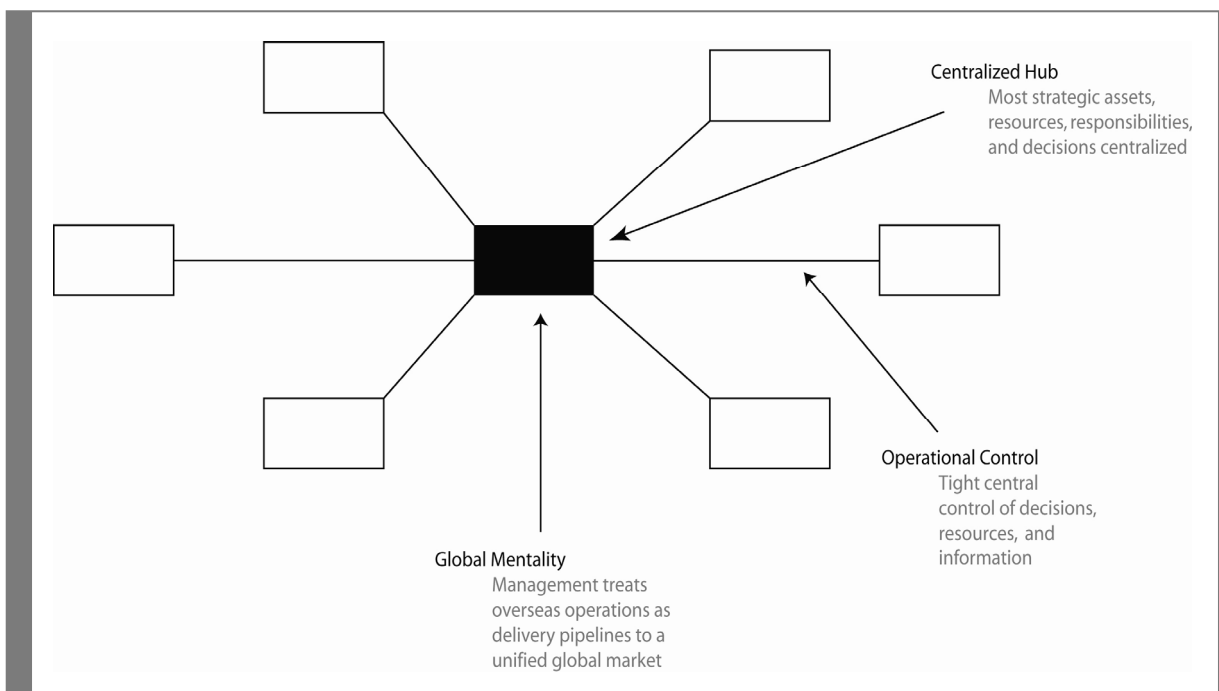 Centralized Hub
Most strategic assets,
resources, responsibilities,
and decisions centralized
Operational Control
Tight central
control of decisions,
resources, and
information
Global Mentality
Management treats
overseas operations as
delivery pipelines to a
unified global market